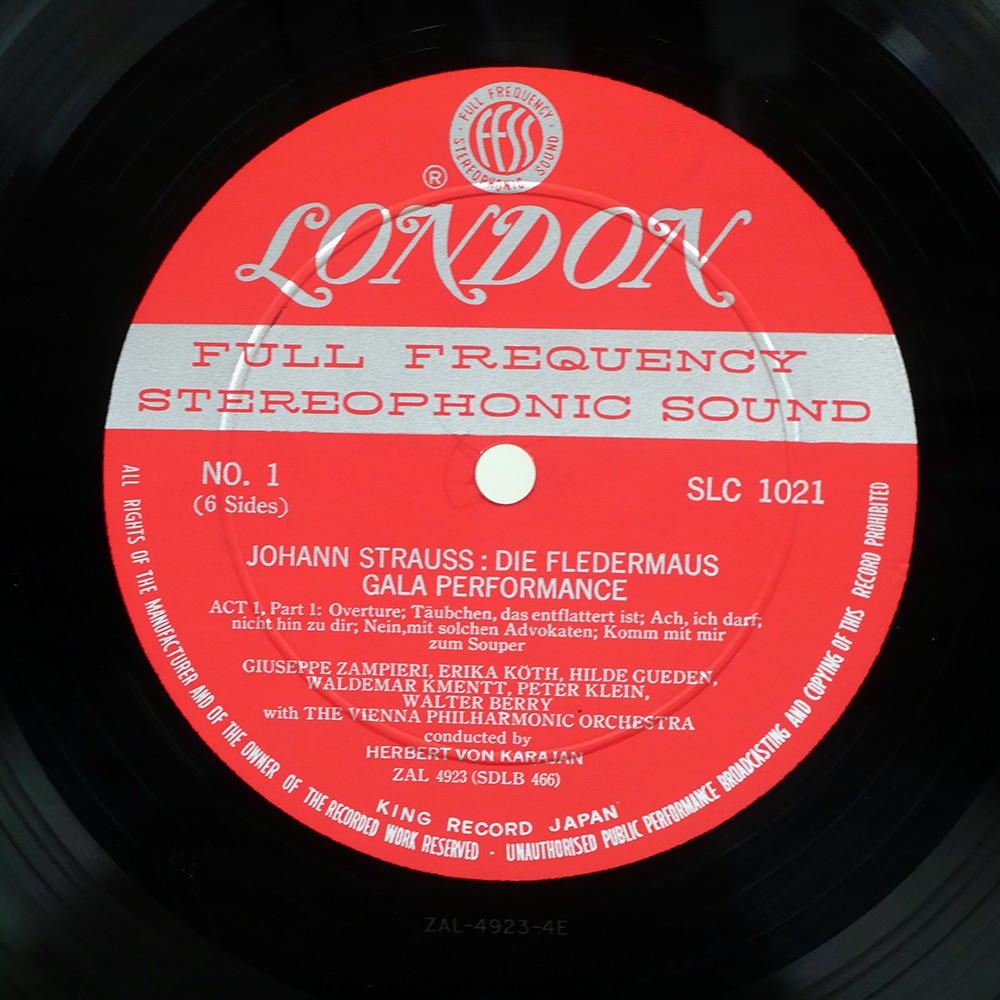 FULL FREQUENCY
FFSS
STEREOPHONIC SOUND
®
LONDON
FULL FREQUENCY
STEREOPHONIC SOUND
NO. 1
(6 Sides)
SLC 1021
JOHANN STRAUSS : DIE FLEDERMAUS
GALA PERFORMANCE
ACT 1, Part 1: Overture; Täubchen, das entflattert ist; Ach, ich darf;
nicht hin zu dir; Nein, mit solchen Advokaten; Komm mit mir
zum Souper
GIUSEPPE ZAMPIERI, ERIKA KÖTH, HILDE GUEDEN,
WALDEMAR KMENTT, PETER KLEIN,
WALTER BERRY
with THE VIENNA PHILHARMONIC ORCHESTRA
conducted by
HERBERT VON KARAJAN
ZAL 4923 (SDLB 466)
KING RECORD JAPAN
ALL RIGHTS OF THE MANUFACTURER AND OF THE OWNER OF THE RECORDED WORK RESERVED · UNAUTHORISED PUBLIC PERFORMANCE BROADCASTING AND COPYING OF THIS RECORD PROHIBITED
ZAL-4923-4E